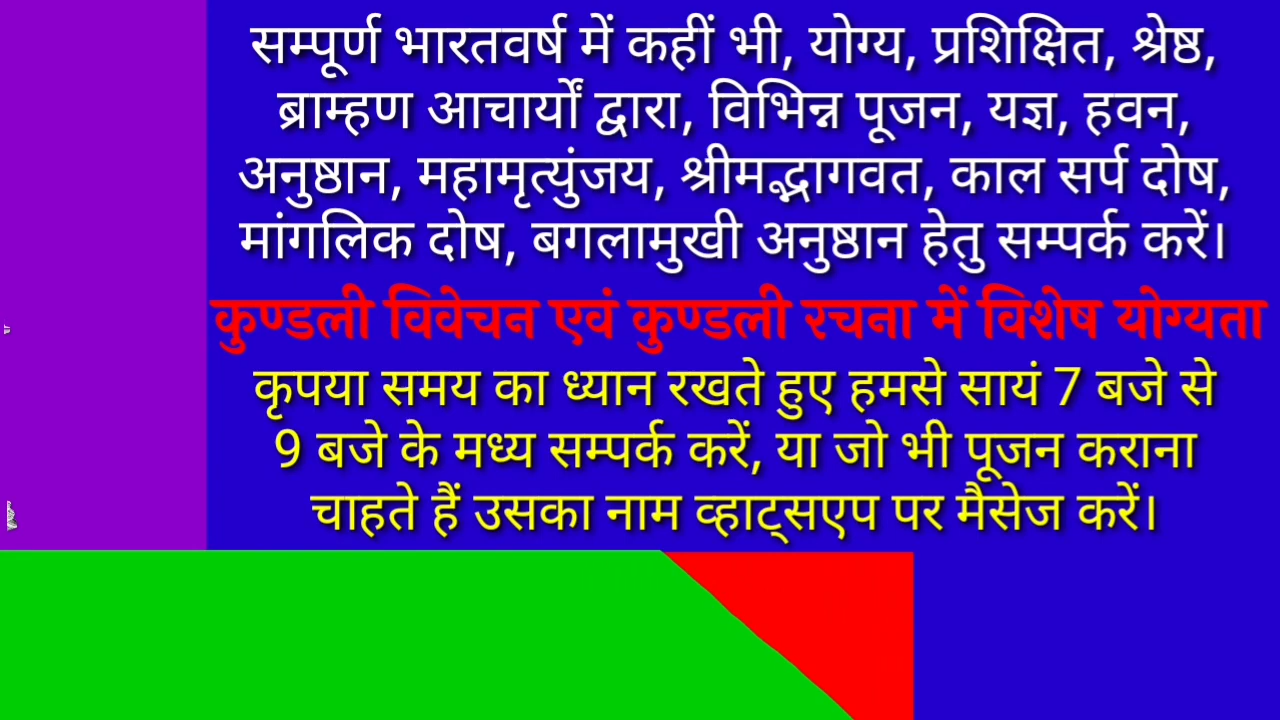 सम्पूर्ण भारतवर्ष में कहीं भी, योग्य, प्रशिक्षित, श्रेष्ठ,
ब्राम्हण आचार्यों द्वारा, विभिन्न पूजन, यज्ञ, हवन,
अनुष्ठान, महामृत्युंजय, श्रीमद्भागवत, काल सर्प दोष,
मांगलिक दोष, बगलामुखी अनुष्ठान हेतु सम्पर्क करें।
कुण्डली विवेचन एवं कुण्डली रचना में विशेष योग्यता
कृपया समय का ध्यान रखते हुए हमसे सायं 7 बजे से
9 बजे के मध्य सम्पर्क करें, या जो भी पूजन कराना
चाहते हैं उसका नाम व्हाट्सएप पर मैसेज करें।